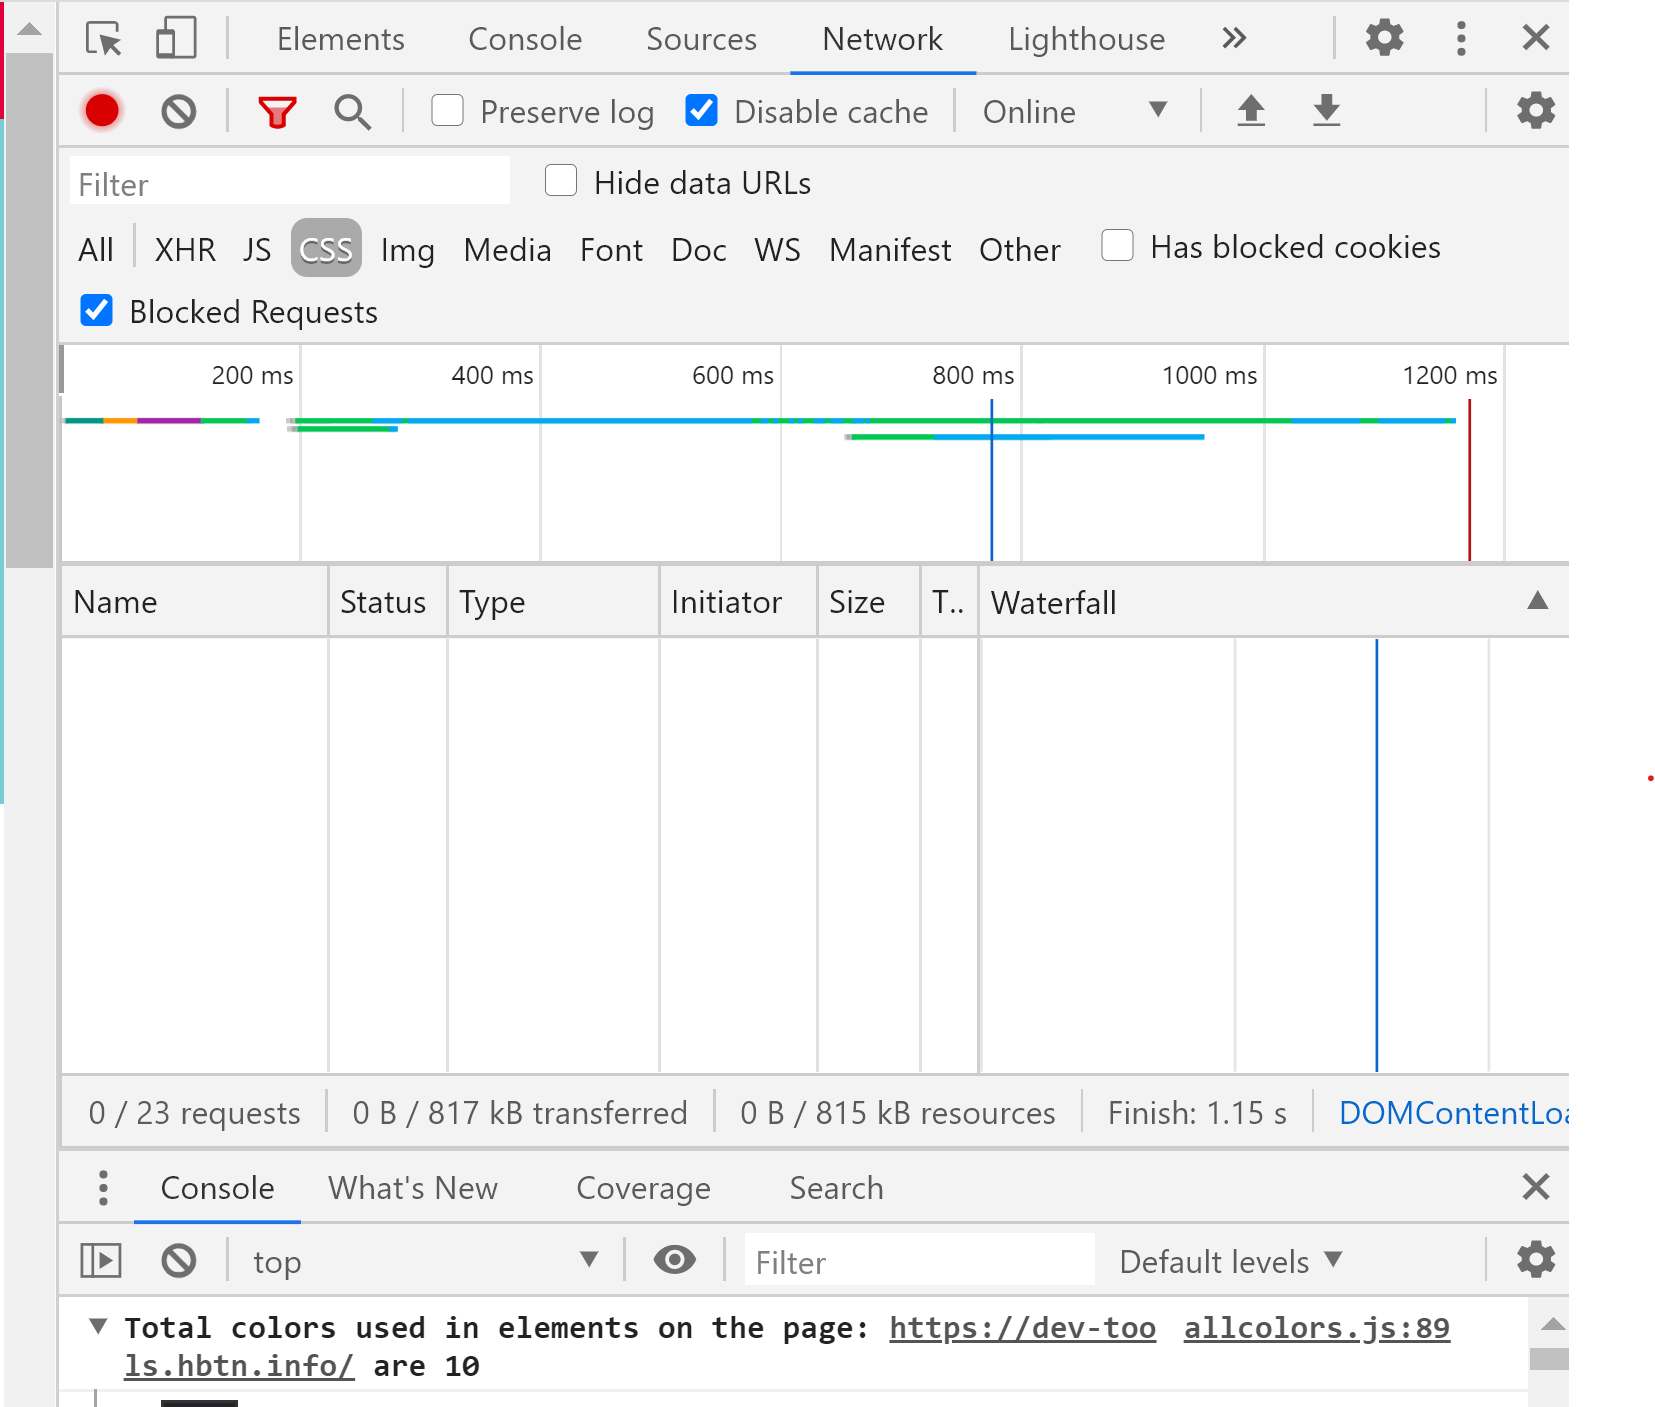 Elements Console Sources Network Lighthouse
Preserve log Disable cache Online
Filter Hide data URLs
All XHR JS CSS Img Media Font Doc WS Manifest Other Has blocked cookies
Blocked Requests
200 ms 400 ms 600 ms 800 ms 1000 ms 1200 ms
Name Status Type Initiator Size T.. Waterfall
0 / 23 requests 0 B / 817 kB transferred 0 B / 815 kB resources Finish: 1.15 s DOMContentLoa
Console What's New Coverage Search
top Filter Default levels
Total colors used in elements on the page: https://dev-too allcolors.js:89
ls.hbtn.info/ are 10